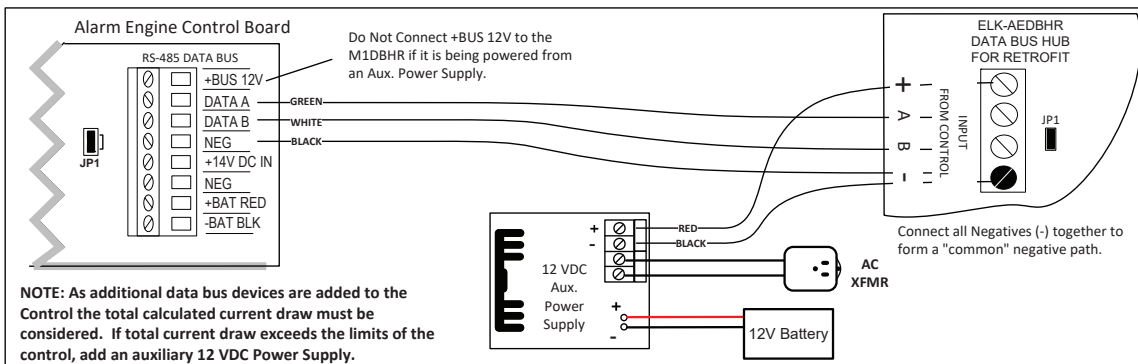 Alarm Engine Control Board
RS-485 DATA BUS
+BUS 12V
DATA A
DATA B
NEG
+14V DC IN
NEG
+BAT RED
-BAT BLK
JP1
Do Not Connect +BUS 12V to the
M1DBHR if it is being powered from
an Aux. Power Supply.
GREEN
WHITE
BLACK
ELK-AEDBHR
DATA BUS HUB
FOR RETROFIT
+
A
B
-
FROM CONTROL
INPUT
JP1
Connect all Negatives (-) together to
form a "common" negative path.
+
-
RED
BLACK
12 VDC
Aux.
Power
Supply
+
-
AC
XFMR
12V Battery
NOTE: As additional data bus devices are added to the
Control the total calculated current draw must be
considered. If total current draw exceeds the limits of the
control, add an auxiliary 12 VDC Power Supply.